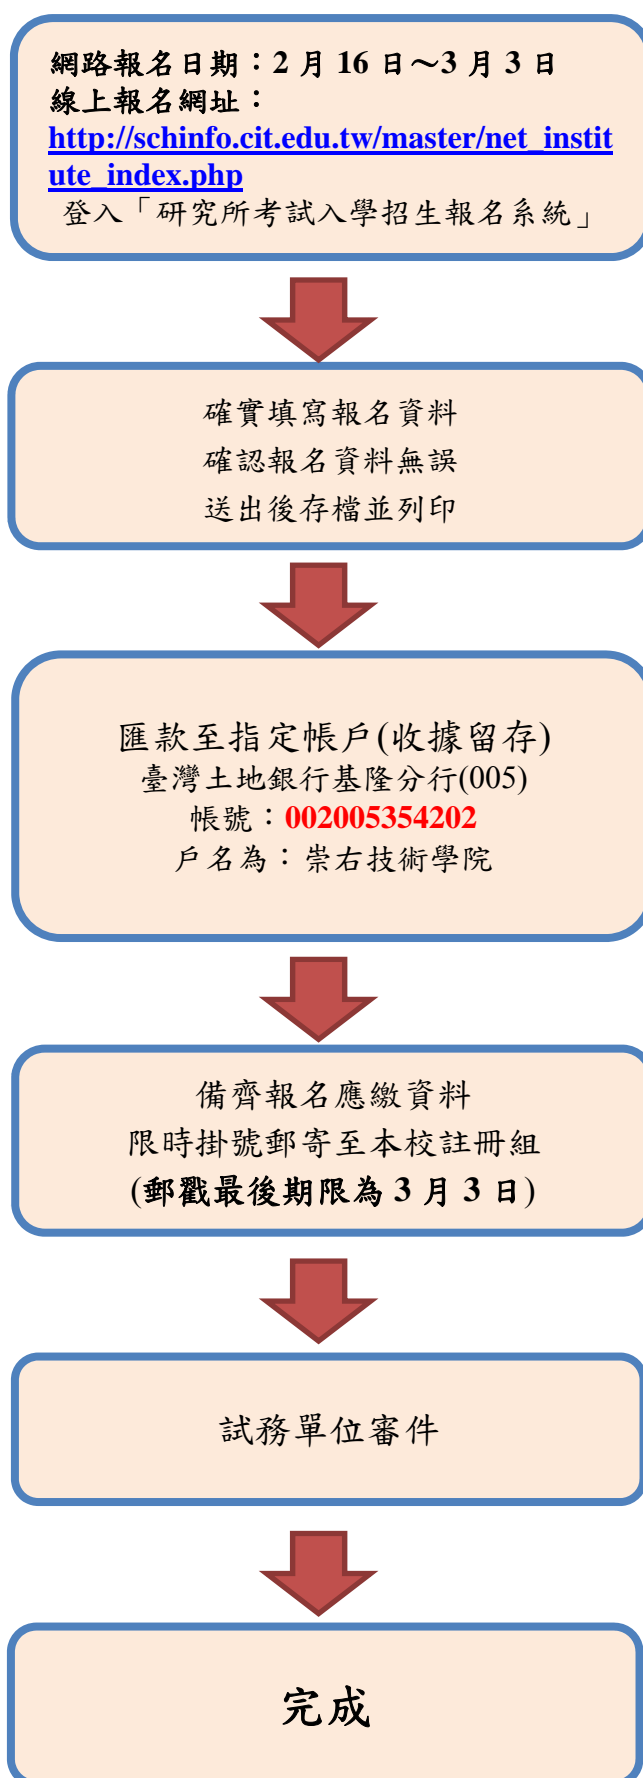 網路報名日期：2 月 16 日～3 月 3 日
線上報名網址：
http://schinfo.cit.edu.tw/master/net_instit
ute_index.php
登入「研究所考試入學招生報名系統」
確實填寫報名資料
確認報名資料無誤
送出後存檔並列印
匯款至指定帳戶(收據留存)
臺灣土地銀行基隆分行(005)
帳號：002005354202
戶名為：崇右技術學院
備齊報名應繳資料
限時掛號郵寄至本校註冊組
(郵戳最後期限為 3 月 3 日)
試務單位審件
完成